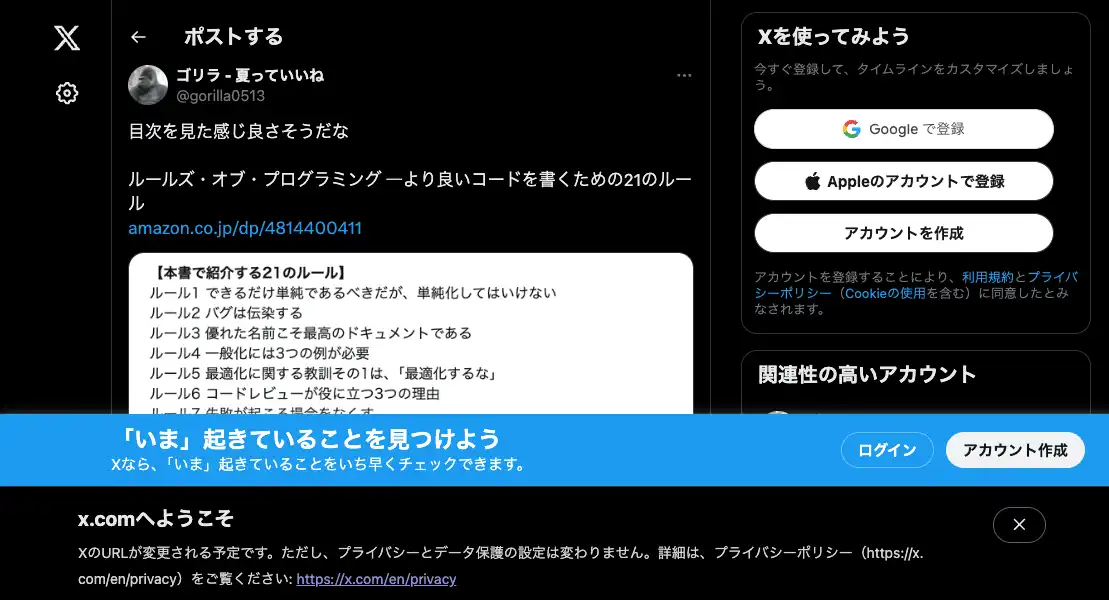 ポストする
ゴリラ - 夏っていいね
@gorilla0513
目次を見た感じ良さそうだな
ルールズ・オブ・プログラミング ―より良いコードを書くための21のルー
ル
amazon.co.jp/dp/4814400411
【本書で紹介する21のルール】
ルール1 できるだけ単純であるべきだが、単純化してはいけない
ルール2 バグは伝染する
ルール3 優れた名前こそ最高のドキュメントである
ルール4 一般化には3つの例が必要
ルール5 最適化に関する教訓その1は、「最適化するな」
ルール6 コードレビューが役に立つ3つの理由
ルール7 失敗が起こる場合をなくす
Xを使ってみよう
今すぐ登録して、タイムラインをカスタマイズしましょ
う。
Google で登録
Appleのアカウントで登録
アカウントを作成
アカウントを登録することにより、利用規約とプライバ
シーポリシー（Cookieの使用を含む）に同意したとみ
なされます。
関連性の高いアカウント
「いま」起きていることを見つけよう
Xなら、「いま」起きていることをいち早くチェックできます。
ログイン
アカウント作成
x.comへようこそ
XのURLが変更される予定です。ただし、プライバシーとデータ保護の設定は変わりません。詳細は、プライバシーポリシー（https://x.
com/en/privacy）をご覧ください: https://x.com/en/privacy